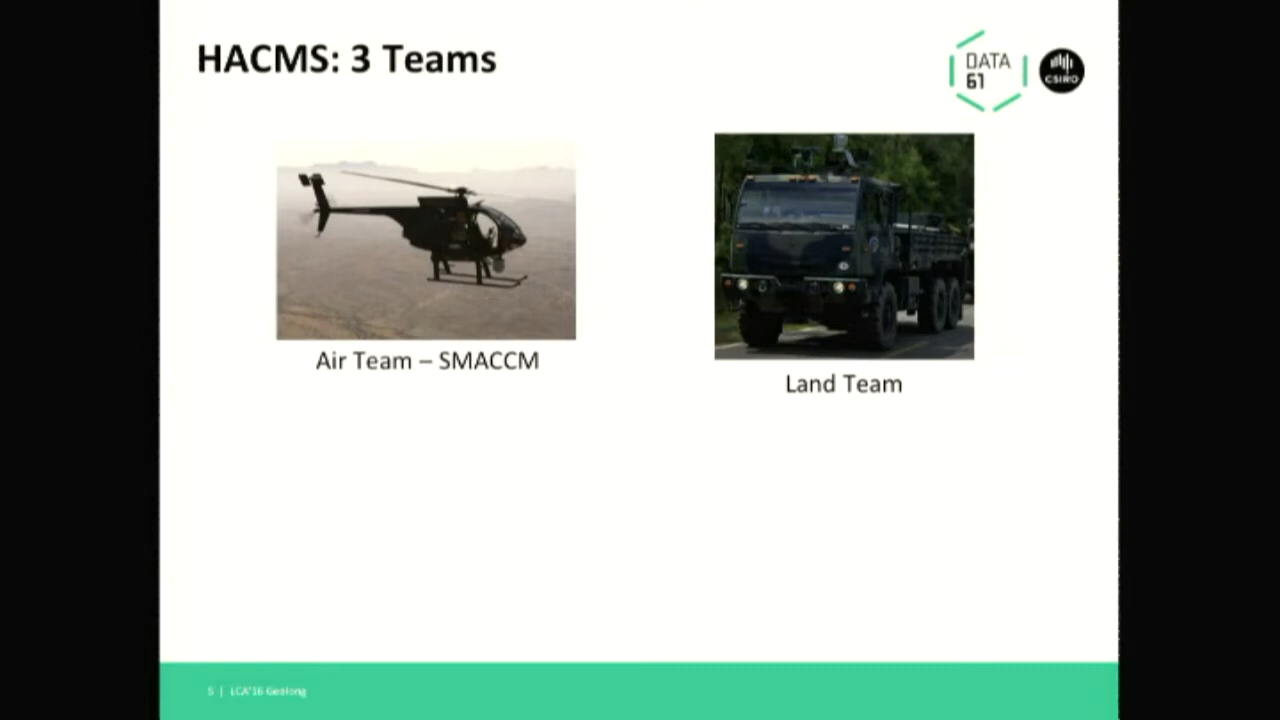 HACMS: 3 Teams
DATA
61
CSIRO
Air Team – SMACCM
Land Team
5 | LCA'16 Geelong